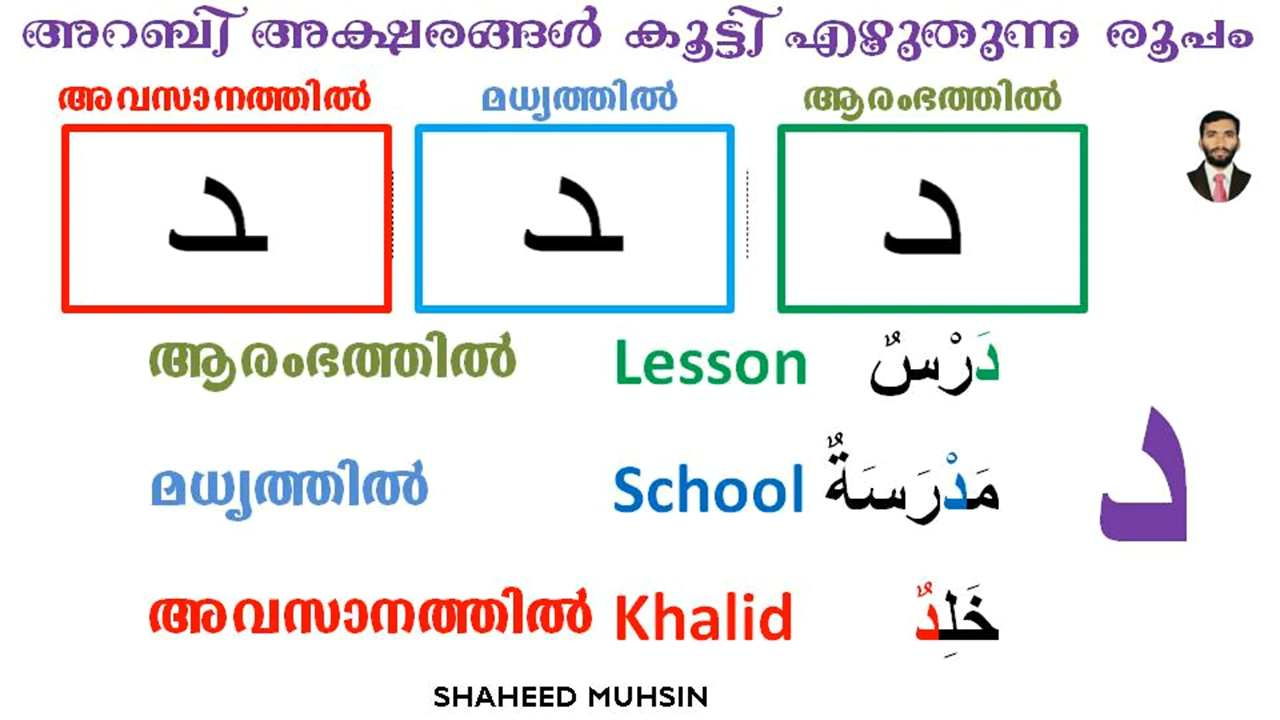 അറബി അക്ഷരങ്ങൾ കൂട്ടി എഴുതുന്ന രൂപം
അവസാനത്തിൽ മധ്യത്തിൽ ആരംഭത്തിൽ
ـد ـد د
ആരംഭത്തിൽ Lesson دَرْسٌ
മധ്യത്തിൽ School مَدْرَسَةٌ
د
അവസാനത്തിൽ Khalid خَلِدٌ
SHAHEED MUHSIN